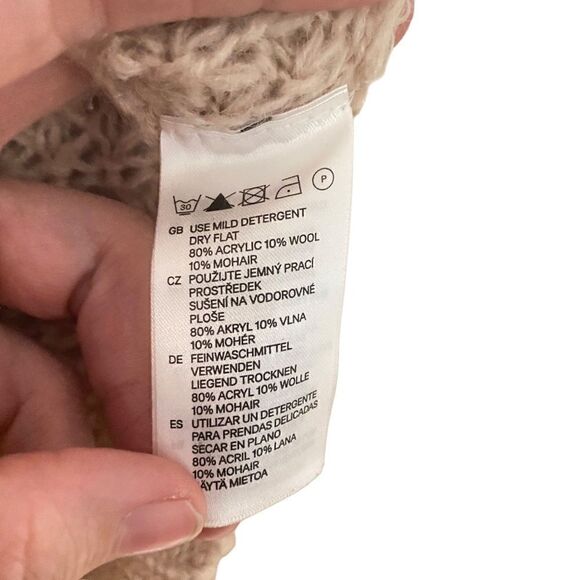 30 P
GB USE MILD DETERGENT
DRY FLAT
80% ACRYLIC 10% WOOL
10% MOHAIR
CZ POUŽIJTE JEMNÝ PRACÍ
PROSTŘEDEK
SUŠENÍ NA VODOROVNÉ
PLOŠE
80% AKRYL 10% VLNA
10% MOHÉR
DE FEINWASCHMITTEL
VERWENDEN
LIEGEND TROCKNEN
80% ACRYL 10% WOLLE
10% MOHAIR
ES UTILIZAR UN DETERGENTE
PARA PRENDAS DELICADAS
SECAR EN PLANO
80% ACRIL 10% LANA
10% MOHAIR
MIETOA